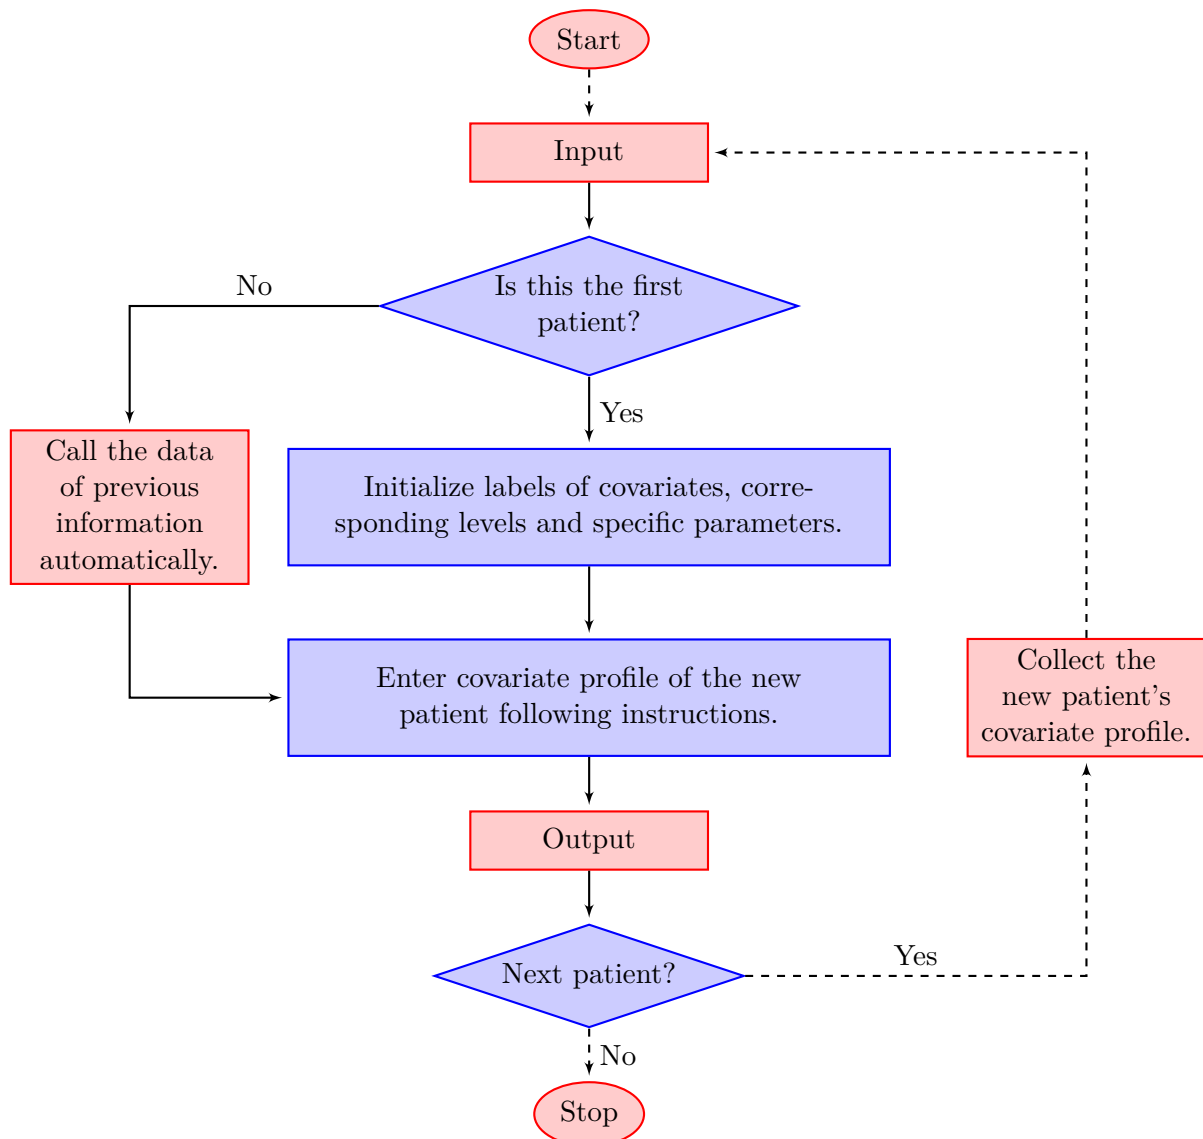 Start
Input
Is this the first
patient?
No
Yes
Call the data
of previous
information
automatically.
Initialize labels of covariates, corre-
sponding levels and specific parameters.
Enter covariate profile of the new
patient following instructions.
Collect the
new patient's
covariate profile.
Output
Next patient?
Yes
No
Stop